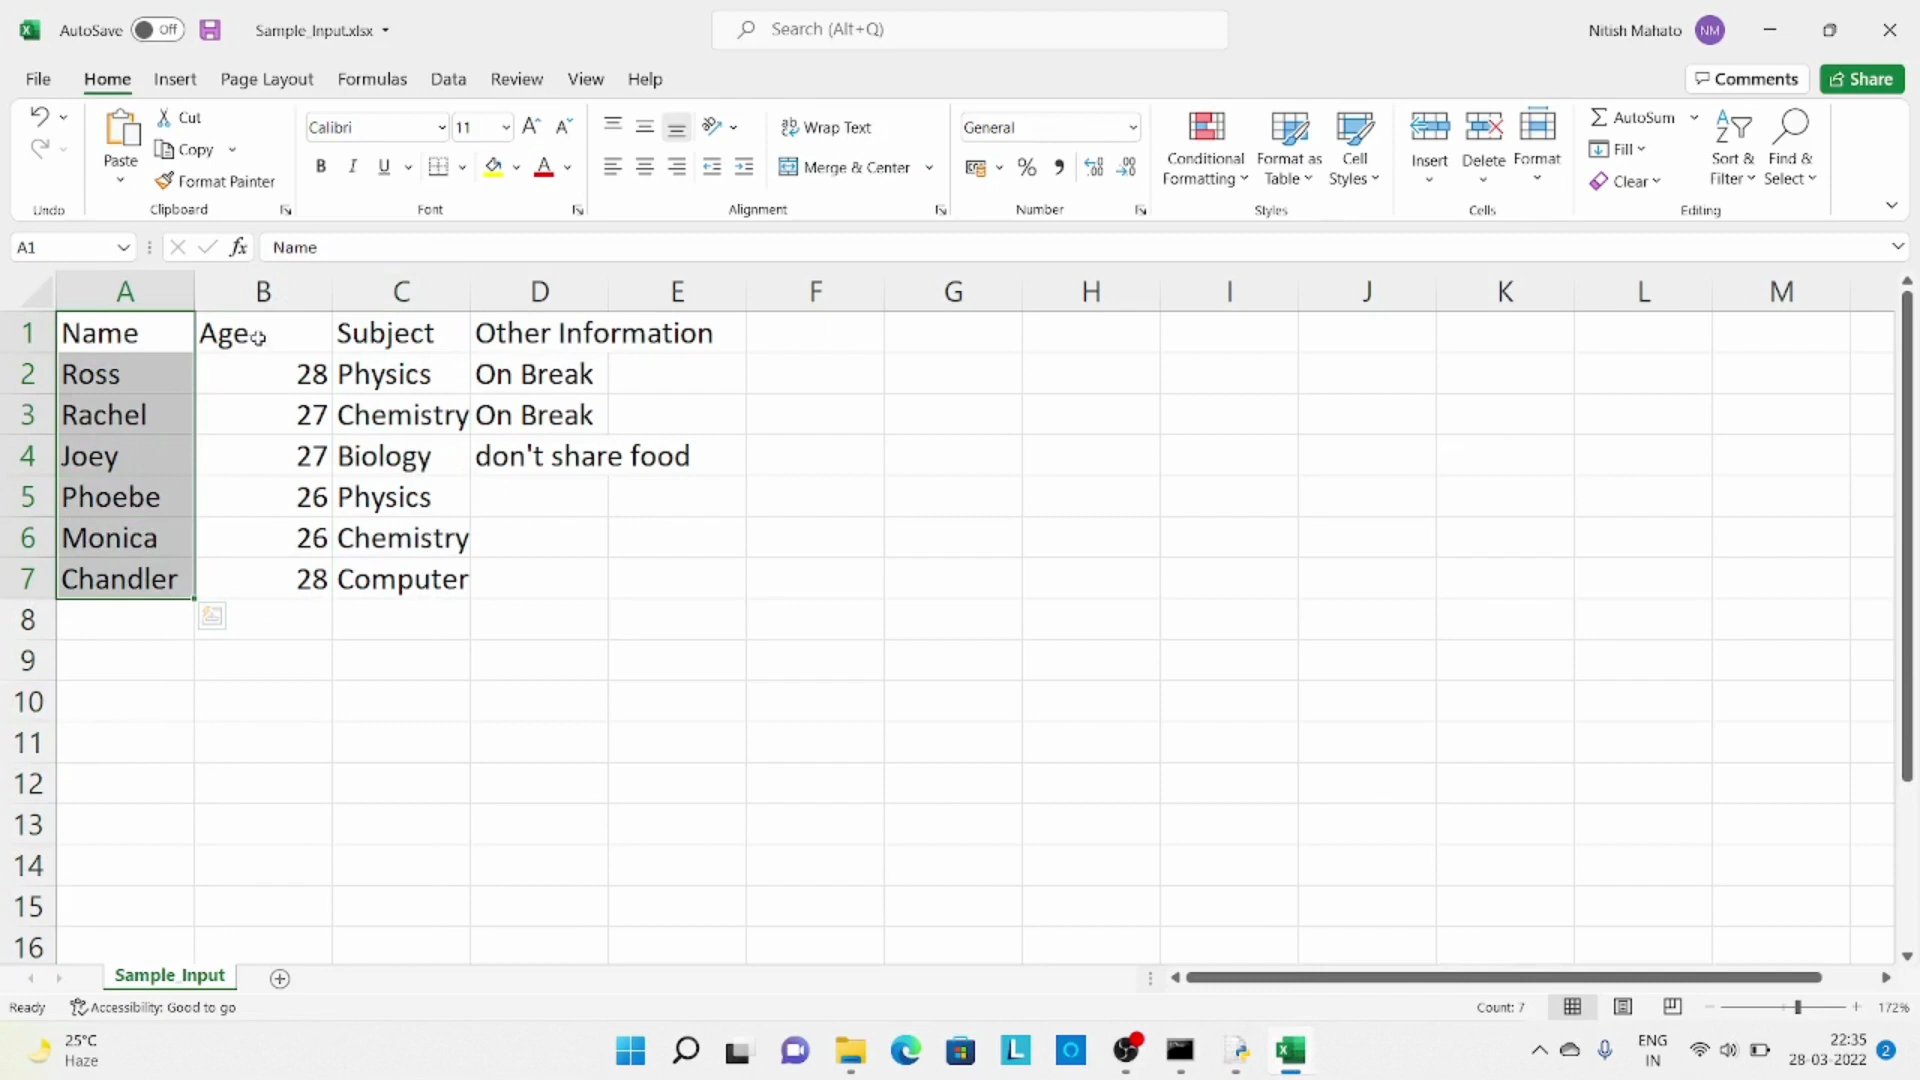 AutoSave Off Sample_Input.xlsx Search (Alt+Q) Nitish Mahato NM
File Home Insert Page Layout Formulas Data Review View Help Comments Share
Paste Cut Copy Format Painter
Calibri 11
B I U A
Wrap Text
Merge & Center
General
%
Conditional Formatting
Format as Table
Cell Styles
Insert Delete Format
AutoSum
Fill
Clear
Sort & Filter
Find & Select
Undo Clipboard Font Alignment Number Styles Cells Editing
A1 fx Name
A B C D E F G H I J K L M
1 Name Age Subject Other Information
2 Ross 28 Physics On Break
3 Rachel 27 Chemistry On Break
4 Joey 27 Biology don't share food
5 Phoebe 26 Physics
6 Monica 26 Chemistry
7 Chandler 28 Computer
8
9
10
11
12
13
14
15
16
Sample_Input
Ready Accessibility: Good to go Count: 7 172%
25°C
Haze
ENG
IN
22:35
28-03-2022
2